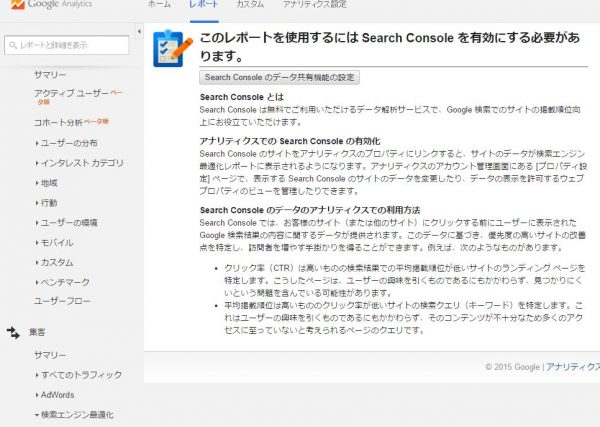 Google Analytics
ホーム
レポート
カスタム
アナリティクス設定
レポートと詳細を表示
サマリー
アクティブ ユーザー ベータ版
コホート分析 ベータ版
ユーザーの分布
インタレスト カテゴリ
地域
行動
ユーザーの環境
モバイル
カスタム
ベンチマーク
ユーザーフロー
集客
サマリー
すべてのトラフィック
AdWords
検索エンジン最適化
このレポートを使用するには Search Console を有効にする必要があ
ります。
Search Console のデータ共有機能の設定
Search Console とは
Search Console は無料でご利用いただけるデータ解析サービスで、Google 検索でのサイトの掲載順位向
上にお役立ていただけます。
アナリティクスでの Search Console の有効化
Search Console のサイトをアナリティクスのプロパティにリンクすると、サイトのデータが検索エンジン
最適化レポートに表示されるようになります。アナリティクスのアカウント管理画面にある [プロパティ設
定] ページで、表示する Search Console のサイトのデータを変更したり、データの表示を許可するウェブ
プロパティのビューを管理したりできます。
Search Console のデータのアナリティクスでの利用方法
Search Console では、お客様のサイト（または他のサイト）にクリックする前にユーザーに表示された
Google 検索結果の内容に関するデータが提供されます。このデータに基づき、優先度の高いサイトの改善
点を特定し、訪問者を増やす手掛かりを得ることができます。例えば、次のようなものがあります。
• クリック率（CTR）は高いものの検索結果での平均掲載順位が低いサイトのランディング ページを
特定します。こうしたページは、ユーザーの興味を引くものであるにもかかわらず、見つかりにく
いという問題を含んでいる可能性があります。
• 平均掲載順位は高いもののクリック率が低いサイトの検索クエリ（キーワード）を特定します。こ
れはユーザーの興味を引くものであるにもかかわらず、そのコンテンツが不十分なため多くのアク
セスに至っていないと考えられるページのクエリです。
© 2015 Google | アナリティクス